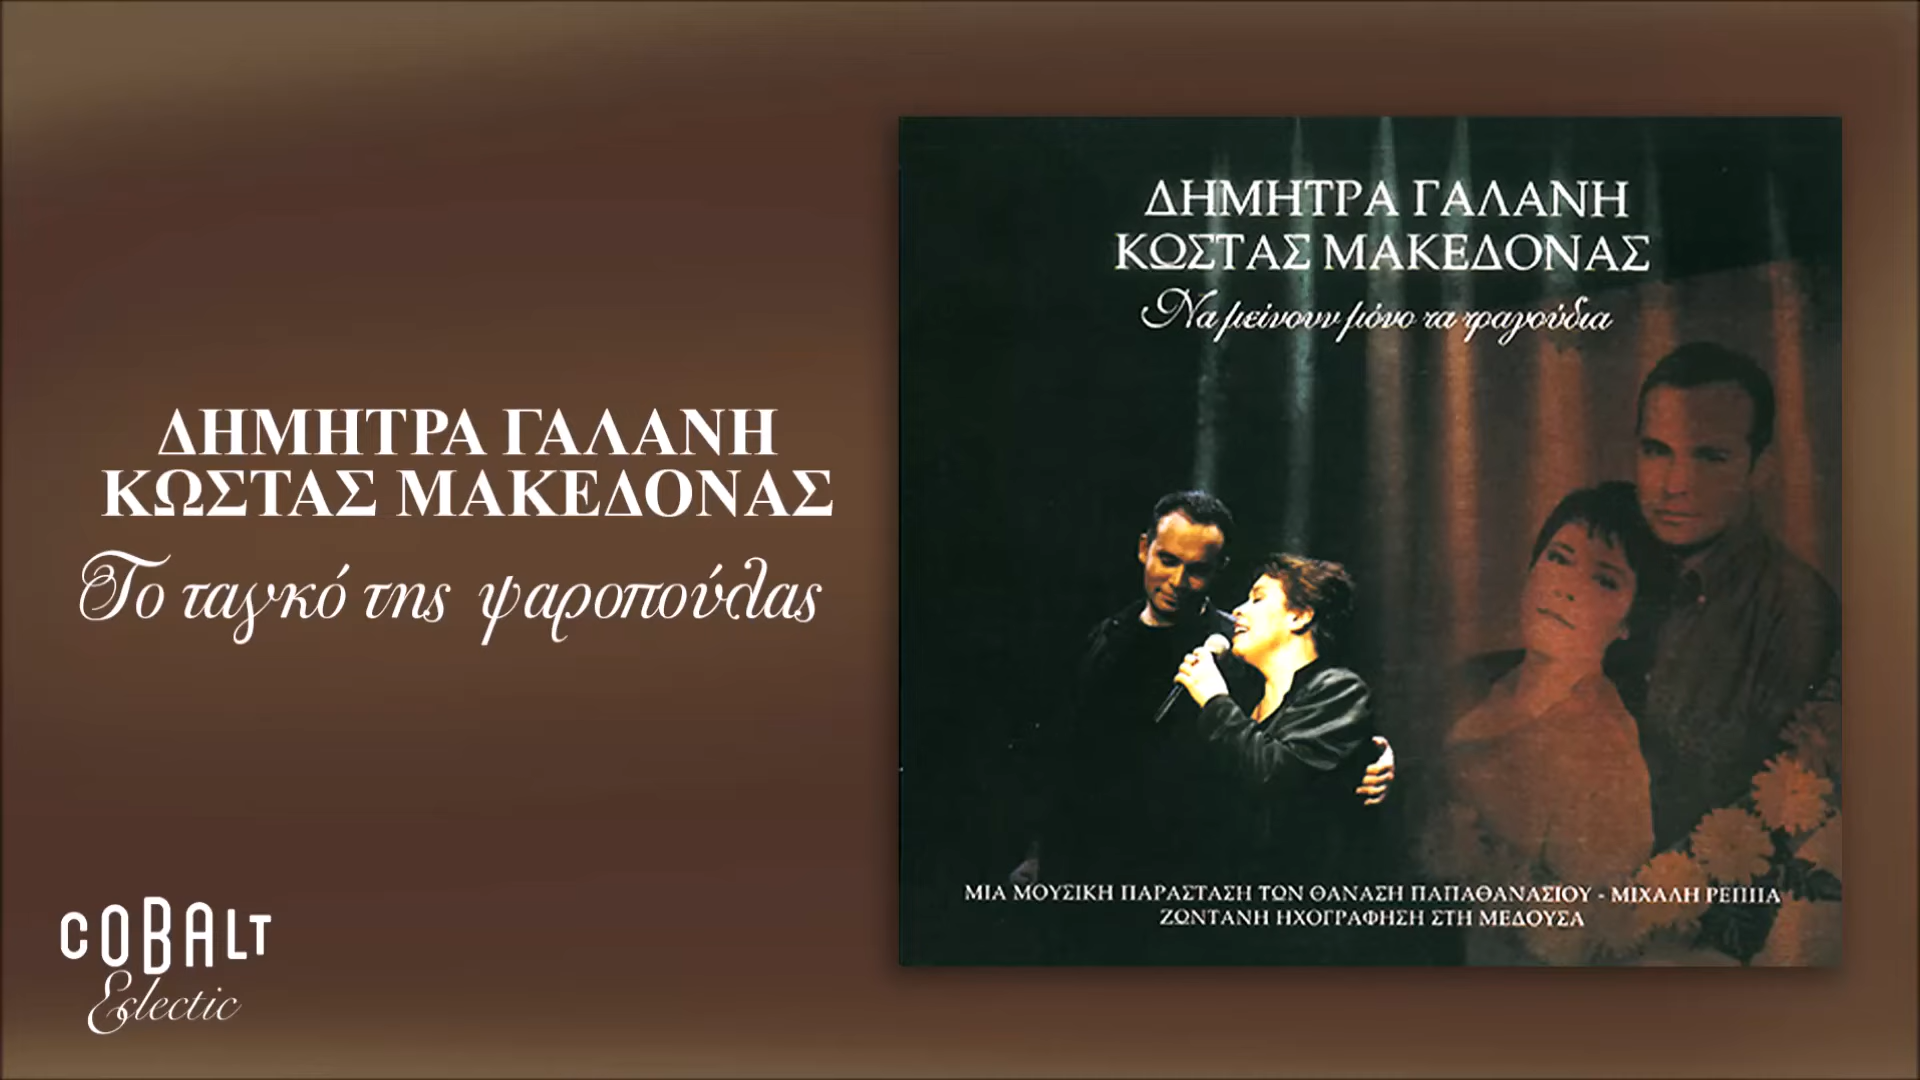 ΔΗΜΗΤΡΑ ΓΑΛΑΝΗ
ΚΩΣΤΑΣ ΜΑΚΕΔΟΝΑΣ
Το ταγκό της ψαροπούλας
COBALT
Eclectic
ΔΗΜΗΤΡΑ ΓΑΛΑΝΗ
ΚΩΣΤΑΣ ΜΑΚΕΔΟΝΑΣ
Να μείνουν μόνο τα τραγούδια
ΜΙΑ ΜΟΥΣΙΚΗ ΠΑΡΑΣΤΑΣΗ ΤΩΝ ΘΑΝΑΣΗ ΠΑΠΑΘΑΝΑΣΙΟΥ - ΜΙΧΑΛΗ ΡΕΠΠΑ
ΖΩΝΤΑΝΗ ΗΧΟΓΡΑΦΗΣΗ ΣΤΗ ΜΕΔΟΥΣΑ